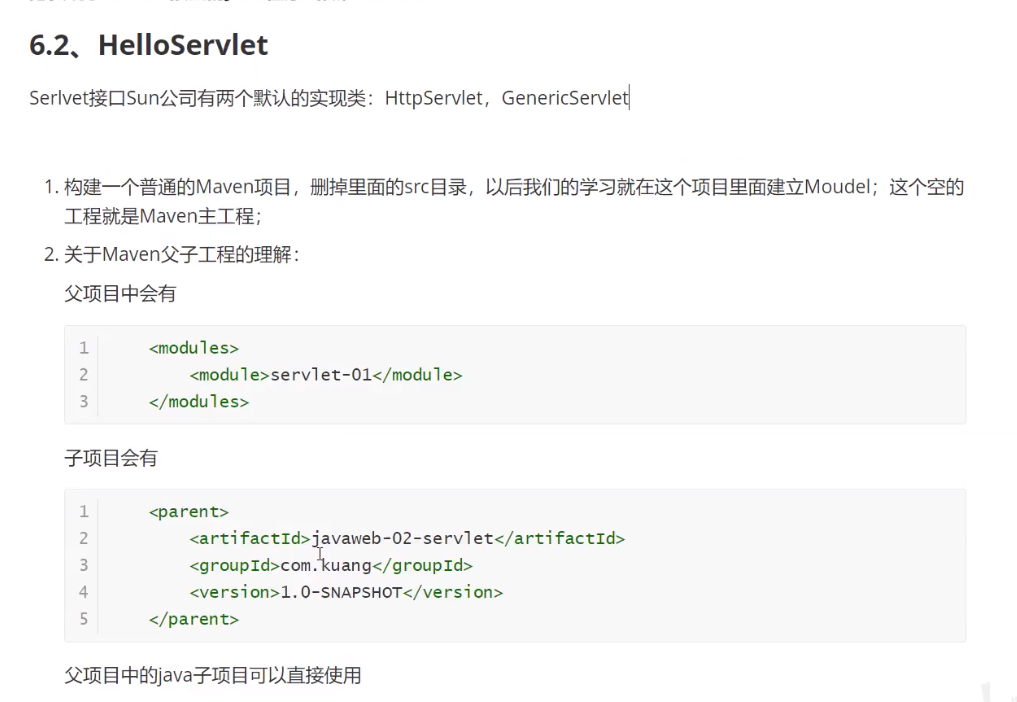 6.2、HelloServlet
Serlvet接口Sun公司有两个默认的实现类：HttpServlet，GenericServlet
1. 构建一个普通的Maven项目，删掉里面的src目录，以后我们的学习就在这个项目里面建立Moudel；这个空的
工程就是Maven主工程；
2. 关于Maven父子工程的理解：
父项目中会有
1 <modules>
2 <module>servlet-01</module>
3 </modules>
子项目会有
1 <parent>
2 <artifactId>javaweb-02-servlet</artifactId>
3 <groupId>com.kuang</groupId>
4 <version>1.0-SNAPSHOT</version>
5 </parent>
父项目中的java子项目可以直接使用